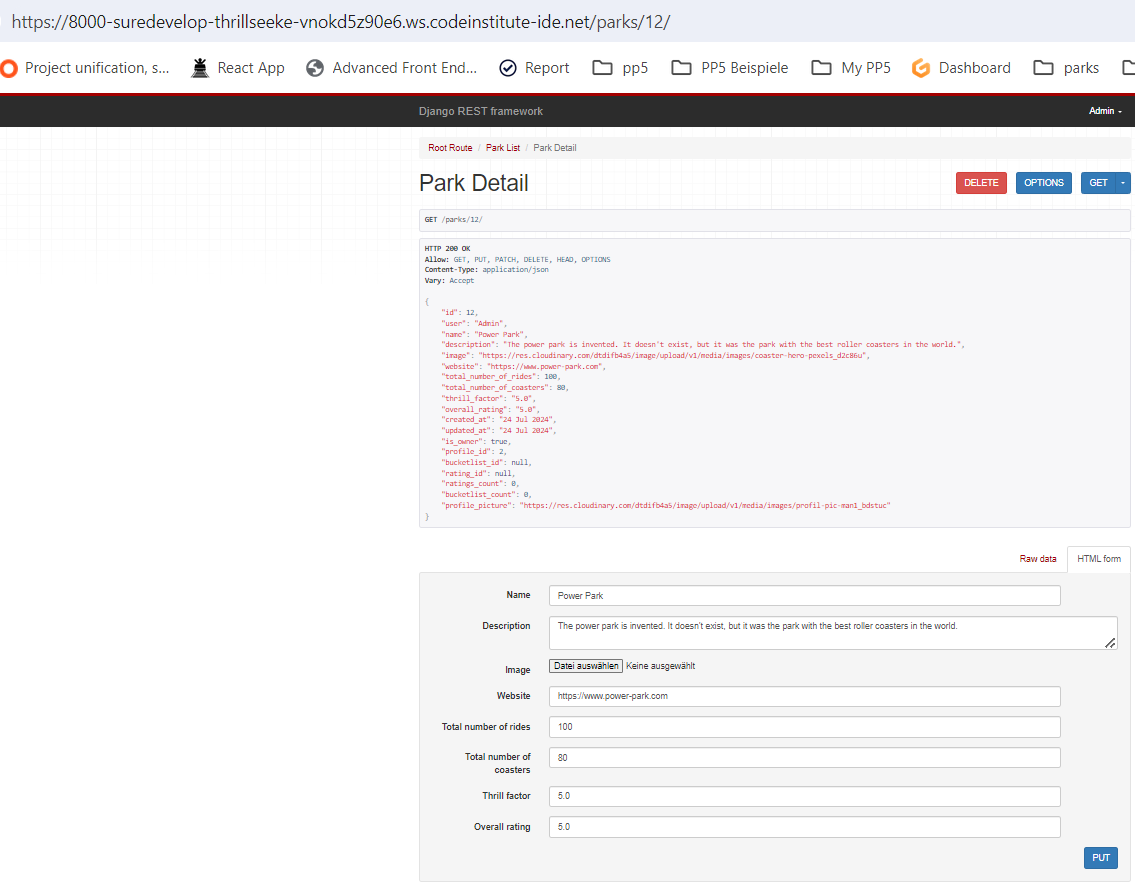 https://8000-suredevelop-thrillseeke-vnokd5z90e6.ws.codeinstitute-ide.net/parks/12/
Project unification, s... React App Advanced Front End... Report pp5 PP5 Beispiele My PP5 Dashboard parks
Django REST framework Admin
Root Route / Park List / Park Detail
Park Detail DELETE OPTIONS GET
GET /parks/12/
HTTP 200 OK
Allow: GET, PUT, PATCH, DELETE, HEAD, OPTIONS
Content-Type: application/json
Vary: Accept
{
"id": 12,
"user": "Admin",
"name": "Power Park",
"description": "The power park is invented. It doesn't exist, but it was the park with the best roller coasters in the world.",
"image": "https://res.cloudinary.com/dtdifb4a5/image/upload/v1/media/images/coaster-hero-pexels_d2c86u",
"website": "https://www.power-park.com",
"total_number_of_rides": 100,
"total_number_of_coasters": 80,
"thrill_factor": "5.0",
"overall_rating": "5.0",
"created_at": "24 Jul 2024",
"updated_at": "24 Jul 2024",
"is_owner": true,
"profile_id": 2,
"bucketlist_id": null,
"rating_id": null,
"ratings_count": 0,
"bucketlist_count": 0,
"profile_picture": "https://res.cloudinary.com/dtdifb4a5/image/upload/v1/media/images/profil-pic-man1_bdstuc"
}
Raw data HTML form
Name Power Park
Description The power park is invented. It doesn't exist, but it was the park with the best roller coasters in the world.
Image Datei auswählen Keine ausgewählt
Website https://www.power-park.com
Total number of rides 100
Total number of coasters 80
Thrill factor 5.0
Overall rating 5.0
PUT